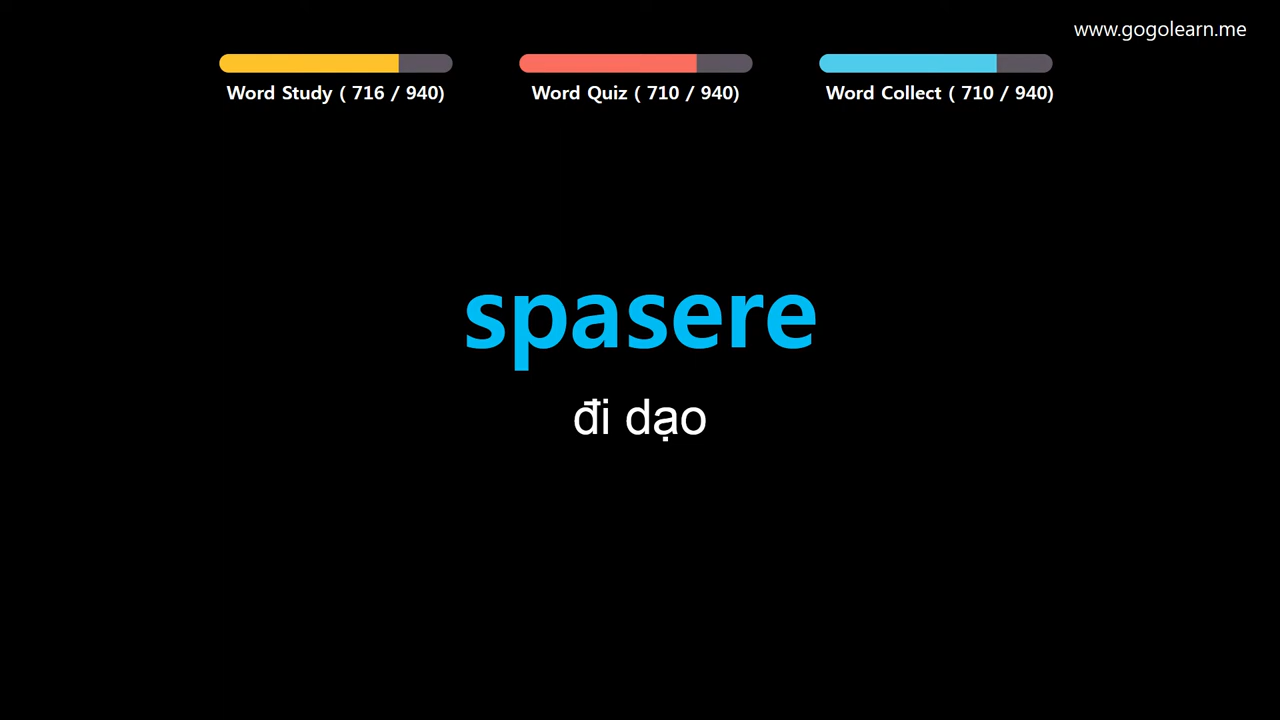 www.gogolearn.me
Word Study ( 716 / 940)
Word Quiz ( 710 / 940)
Word Collect ( 710 / 940)
spasere
đi dạo